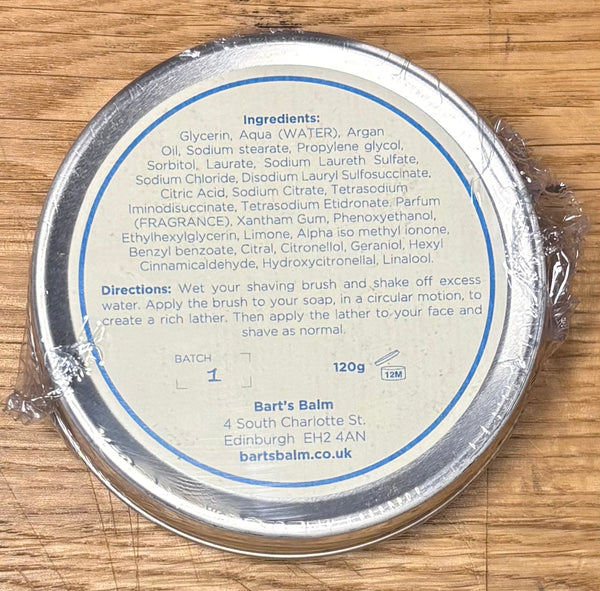 Ingredients:
Glycerin, Aqua (WATER), Argan
Oil, Sodium stearate, Propylene glycol,
Sorbitol, Laurate, Sodium Laureth Sulfate,
Sodium Chloride, Disodium Lauryl Sulfosuccinate,
Citric Acid, Sodium Citrate, Tetrasodium
Iminodisuccinate, Tetrasodium Etidronate. Parfum
(FRAGRANCE), Xantham Gum, Phenoxyethanol,
Ethylhexylglycerin, Limone, Alpha iso methyl ionone,
Benzyl benzoate, Citral, Citronellol, Geraniol, Hexyl
Cinnamicaldehyde, Hydroxycitronellal, Linalool.
Directions: Wet your shaving brush and shake off excess
water. Apply the brush to your soap, in a circular motion, to
create a rich lather. Then apply the lather to your face and
shave as normal.
BATCH
1
120g
12M
Bart's Balm
4 South Charlotte St,
Edinburgh EH2 4AN
bartsbalm.co.uk